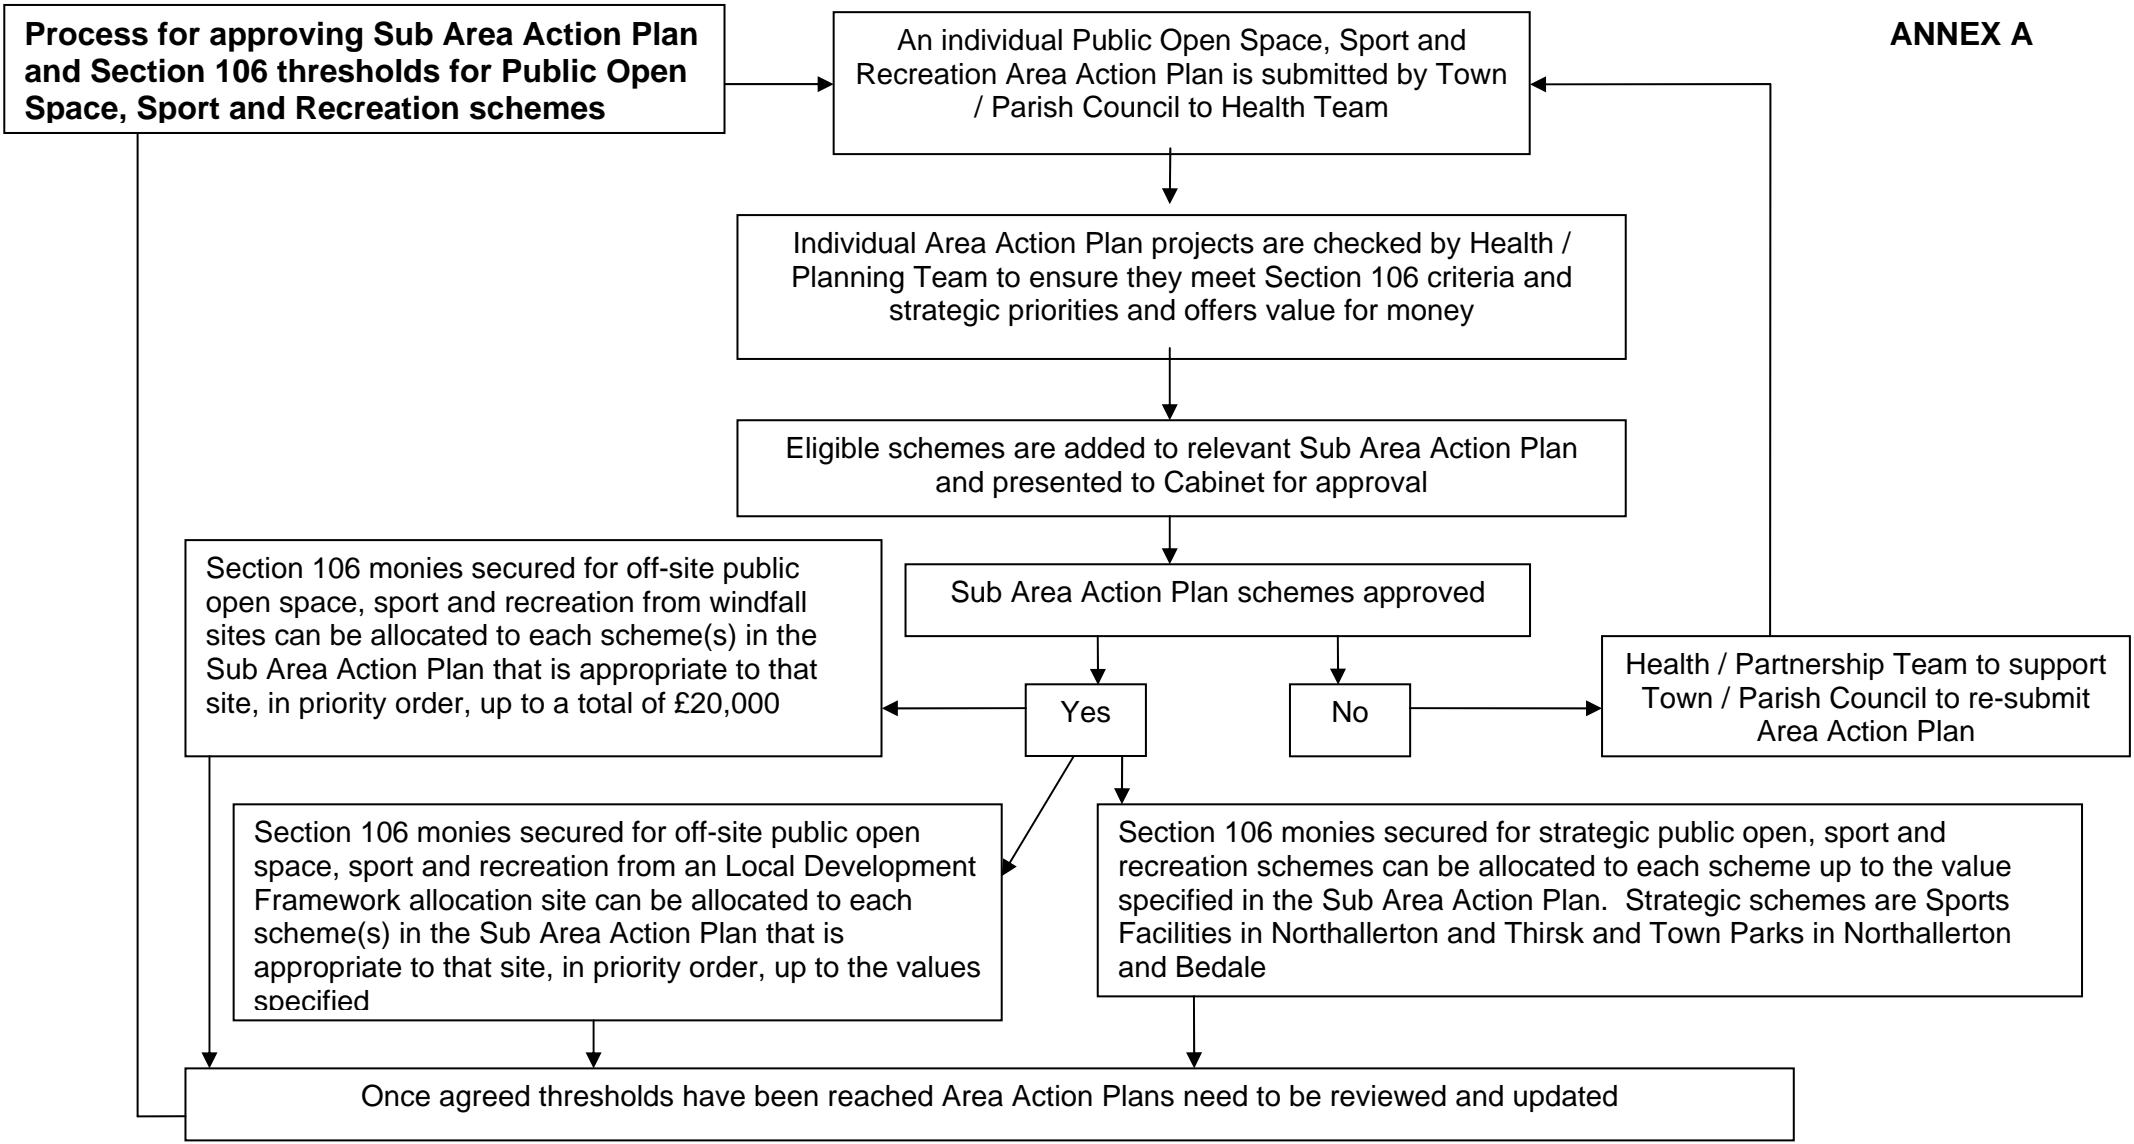 Process for approving Sub Area Action Plan
and Section 106 thresholds for Public Open
Space, Sport and Recreation schemes
An individual Public Open Space, Sport and
Recreation Area Action Plan is submitted by Town
/ Parish Council to Health Team
ANNEX A
Individual Area Action Plan projects are checked by Health /
Planning Team to ensure they meet Section 106 criteria and
strategic priorities and offers value for money
Eligible schemes are added to relevant Sub Area Action Plan
and presented to Cabinet for approval
Section 106 monies secured for off-site public
open space, sport and recreation from windfall
sites can be allocated to each scheme(s) in the
Sub Area Action Plan that is appropriate to that
site, in priority order, up to a total of £20,000
Sub Area Action Plan schemes approved
Yes
No
Health / Partnership Team to support
Town / Parish Council to re-submit
Area Action Plan
Section 106 monies secured for off-site public open
space, sport and recreation from an Local Development
Framework allocation site can be allocated to each
scheme(s) in the Sub Area Action Plan that is
appropriate to that site, in priority order, up to the values
specified
Section 106 monies secured for strategic public open, sport and
recreation schemes can be allocated to each scheme up to the value
specified in the Sub Area Action Plan.  Strategic schemes are Sports
Facilities in Northallerton and Thirsk and Town Parks in Northallerton
and Bedale
Once agreed thresholds have been reached Area Action Plans need to be reviewed and updated